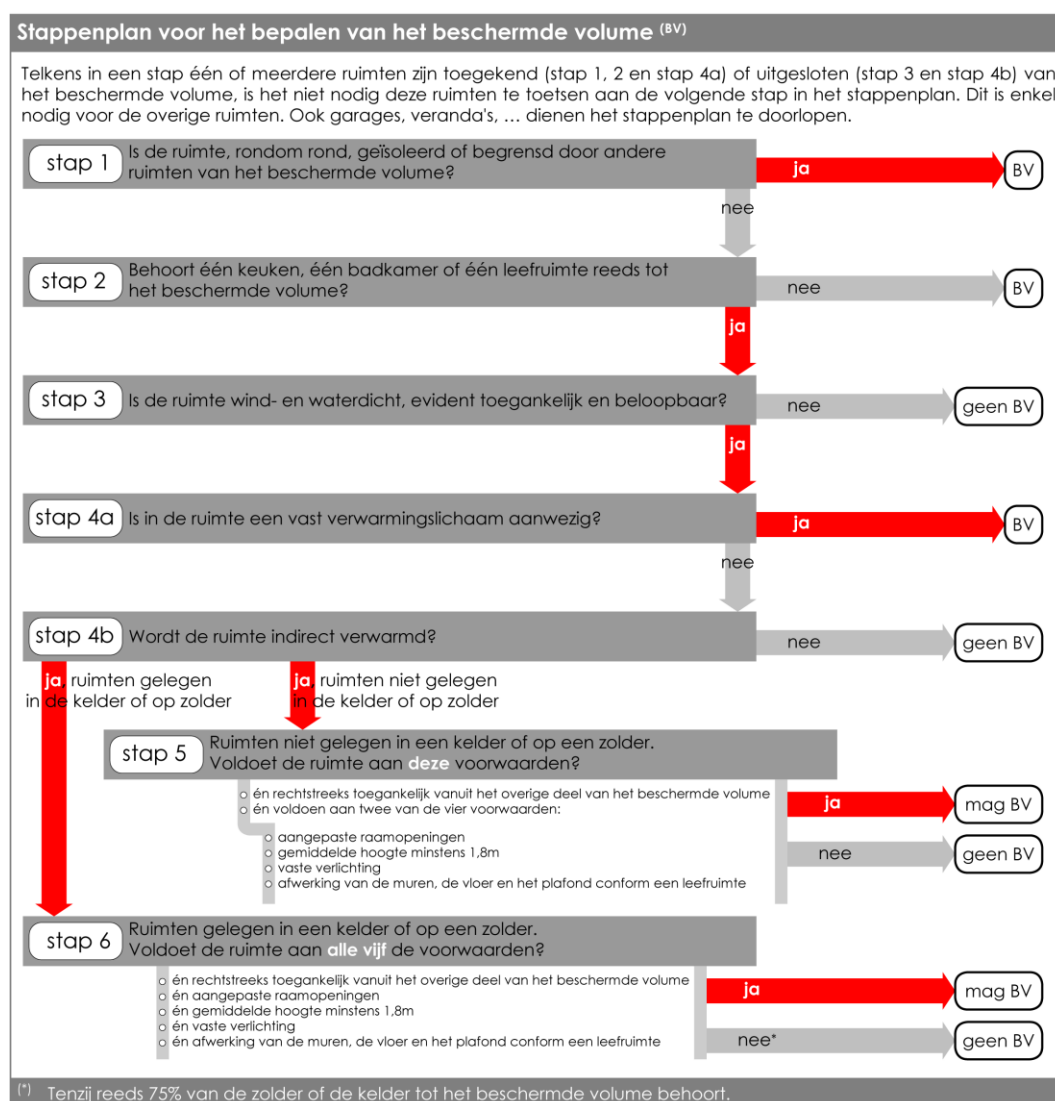 Stappenplan voor het bepalen van het beschermde volume (BV)
Telkens in een stap één of meerdere ruimten zijn toegekend (stap 1, 2 en stap 4a) of uitgesloten (stap 3 en stap 4b) van
het beschermde volume, is het niet nodig deze ruimten te toetsen aan de volgende stap in het stappenplan. Dit is enkel
nodig voor de overige ruimten. Ook garages, veranda's, ... dienen het stappenplan te doorlopen.
stap 1
Is de ruimte, rondom rond, geïsoleerd of begrensd door andere
ruimten van het beschermde volume?
ja
BV
nee
stap 2
Behoort één keuken, één badkamer of één leefruimte reeds tot
het beschermde volume?
nee
BV
ja
stap 3
Is de ruimte wind- en waterdicht, evident toegankelijk en beloopbaar?
nee
geen BV
ja
stap 4a
Is in de ruimte een vast verwarmingslichaam aanwezig?
ja
BV
nee
stap 4b
Wordt de ruimte indirect verwarmd?
nee
geen BV
ja, ruimten gelegen
in de kelder of op zolder
ja, ruimten niet gelegen
in de kelder of op zolder
stap 5
Ruimten niet gelegen in een kelder of op een zolder.
Voldoet de ruimte aan deze voorwaarden?
én rechtstreeks toegankelijk vanuit het overige deel van het beschermde volume
én voldoen aan twee van de vier voorwaarden:
aangepaste raamopeningen
gemiddelde hoogte minstens 1,8m
vaste verlichting
afwerking van de muren, de vloer en het plafond conform een leefruimte
ja
mag BV
nee
geen BV
stap 6
Ruimten gelegen in een kelder of op een zolder.
Voldoet de ruimte aan alle vijf de voorwaarden?
én rechtstreeks toegankelijk vanuit het overige deel van het beschermde volume
én aangepaste raamopeningen
én gemiddelde hoogte minstens 1,8m
én vaste verlichting
én afwerking van de muren, de vloer en het plafond conform een leefruimte
ja
mag BV
nee*
geen BV
(*) Tenzij reeds 75% van de zolder of de kelder tot het beschermde volume behoort.